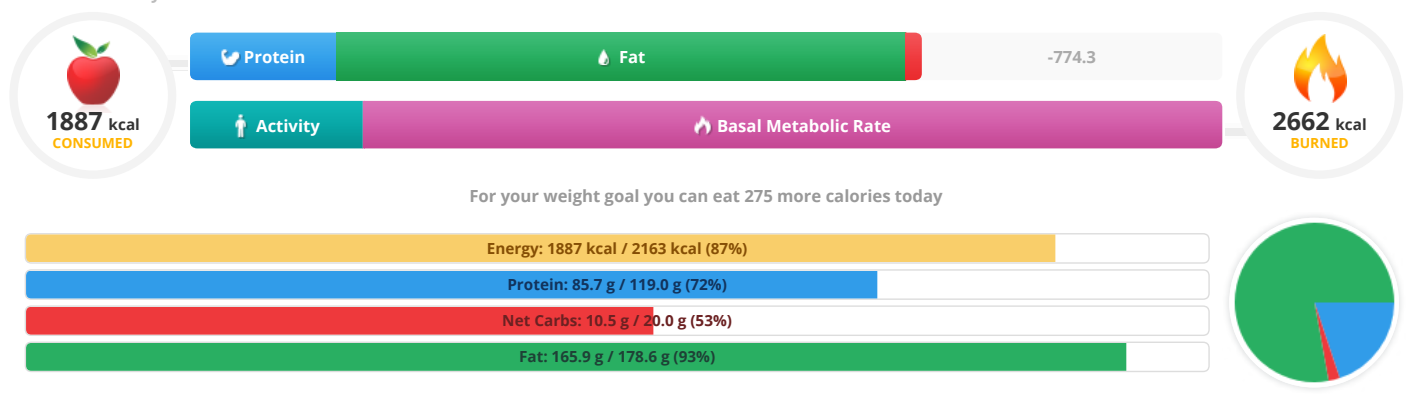 Protein
Fat
-774.3
1887 kcal
CONSUMED
Activity
Basal Metabolic Rate
2662 kcal
BURNED
For your weight goal you can eat 275 more calories today
Energy: 1887 kcal / 2163 kcal (87%)
Protein: 85.7 g / 119.0 g (72%)
Net Carbs: 10.5 g / 20.0 g (53%)
Fat: 165.9 g / 178.6 g (93%)